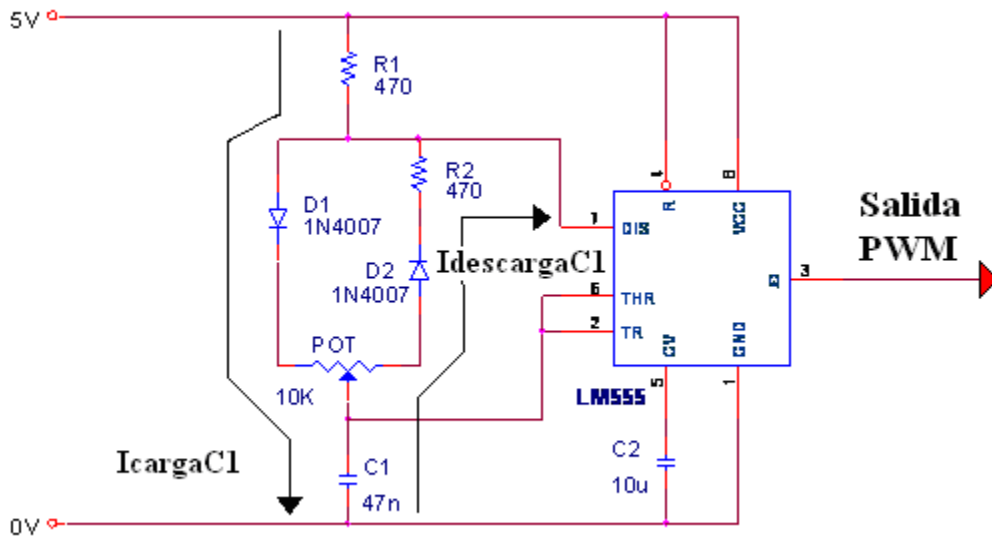 5V
R1
470
R2
470
D1
1N4007
D2
1N4007
IdescargaC1
POT
10K
IcargaC1
C1
47n
0V
4
8
R
VCC
DIS
THR
6
2
TR
CV
GND
3
5
1
LM555
C2
10u
Salida
PWM